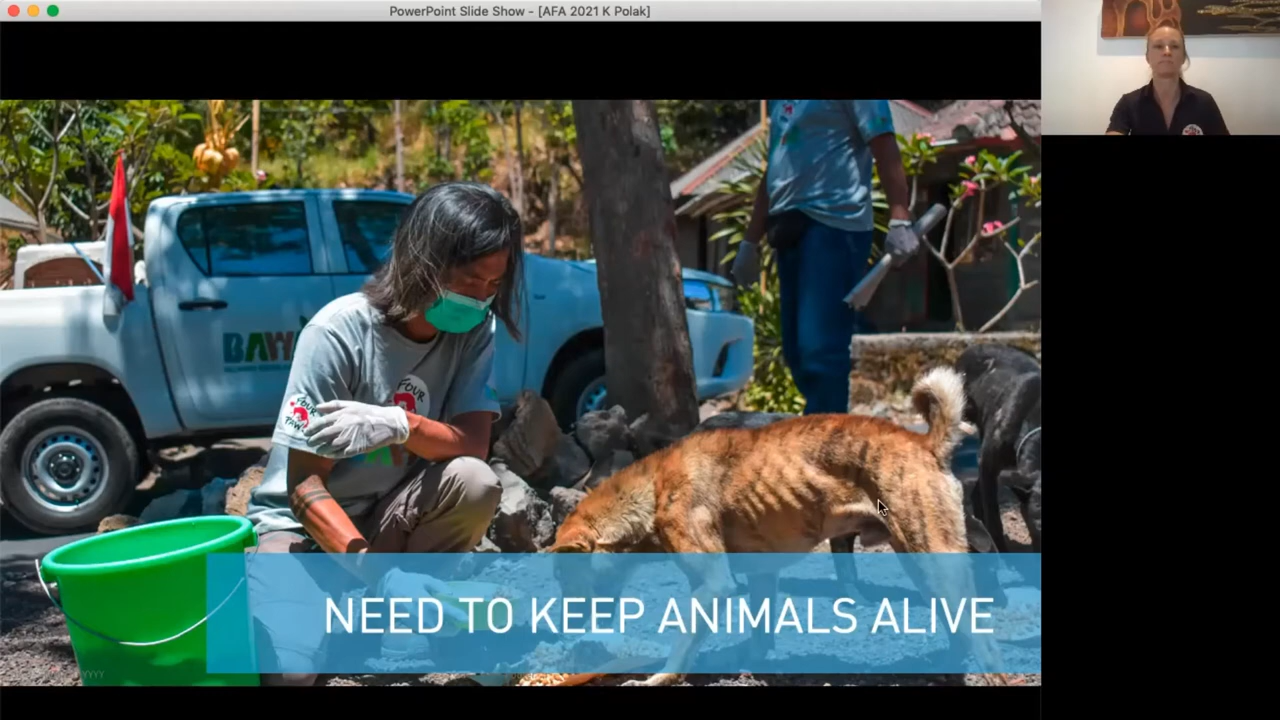 PowerPoint Slide Show - [AFA 2021 K Polak]
BAW
FOUR
FOUR
PAWS
NEED TO KEEP ANIMALS ALIVE